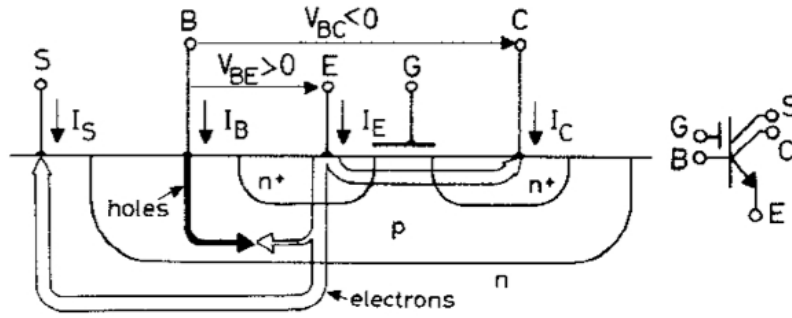 V_BC<0
B
C
V_BE>0
S
E
G
I_S
I_B
I_E
I_C
n+
n+
holes
p
n
electrons
S
G
C
B
E